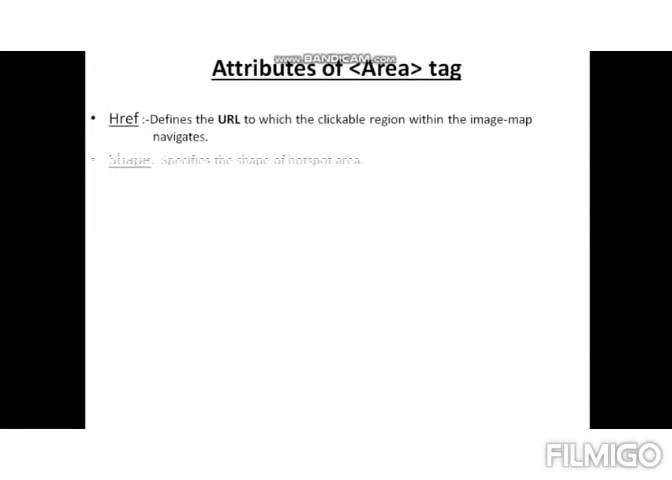 www.BANDICAM.com
Attributes of <Area> tag
• Href :-Defines the URL to which the clickable region within the image-map
navigates.
• Shape: Specifies the shape of hotspot area.
FILMIGO